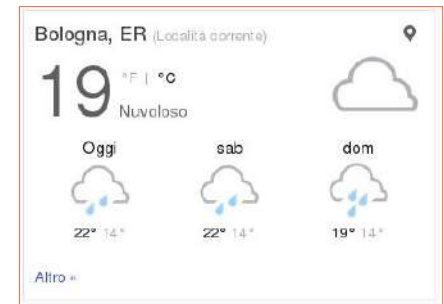 Bologna, ER (Località corrente)
19 °F | °C
Nuvoloso
Oggi sab dom
22° 14° 22° 14° 19° 14°
Altro »